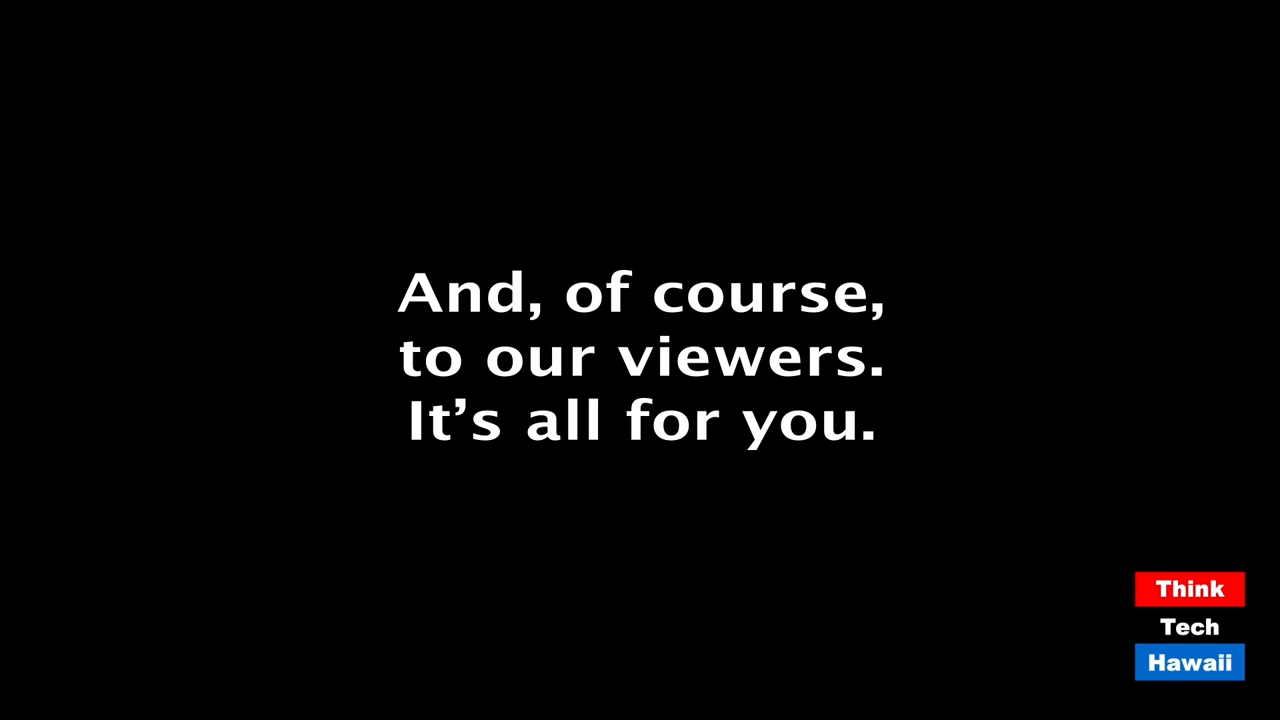 And, of course,
to our viewers.
It’s all for you.
Think
Tech
Hawaii